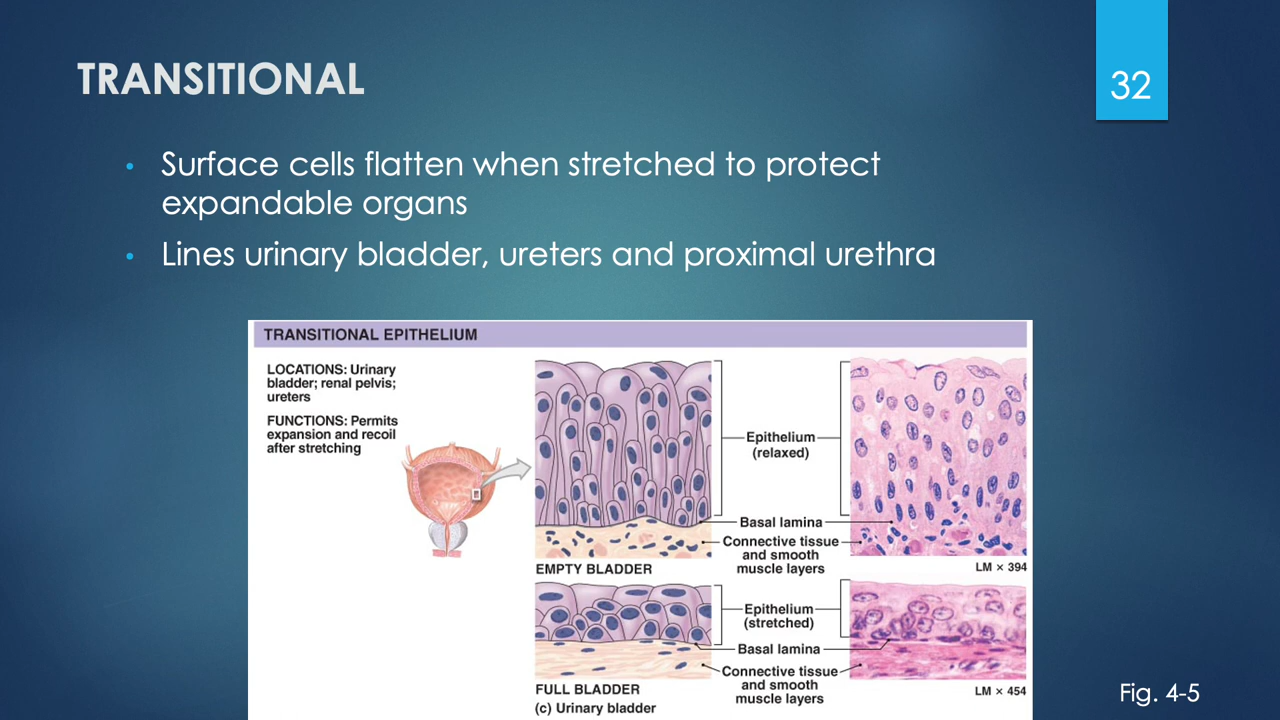 TRANSITIONAL
32
• Surface cells flatten when stretched to protect
expandable organs
• Lines urinary bladder, ureters and proximal urethra
TRANSITIONAL EPITHELIUM
LOCATIONS: Urinary
bladder; renal pelvis;
ureters
FUNCTIONS: Permits
expansion and recoil
after stretching
Epithelium
(relaxed)
Basal lamina
Connective tissue
and smooth
muscle layers
EMPTY BLADDER
LM × 394
Epithelium
(stretched)
Basal lamina
Connective tissue
and smooth
muscle layers
FULL BLADDER
LM × 454
(c) Urinary bladder
Fig. 4-5